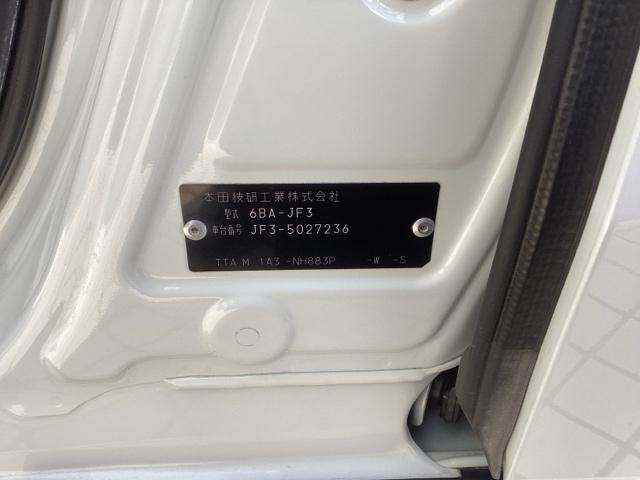 本田技研工業株式会社
型式 6BA-JF3
車台番号 JF3-5027236
TTA M 1A3 -NH883P -W -S